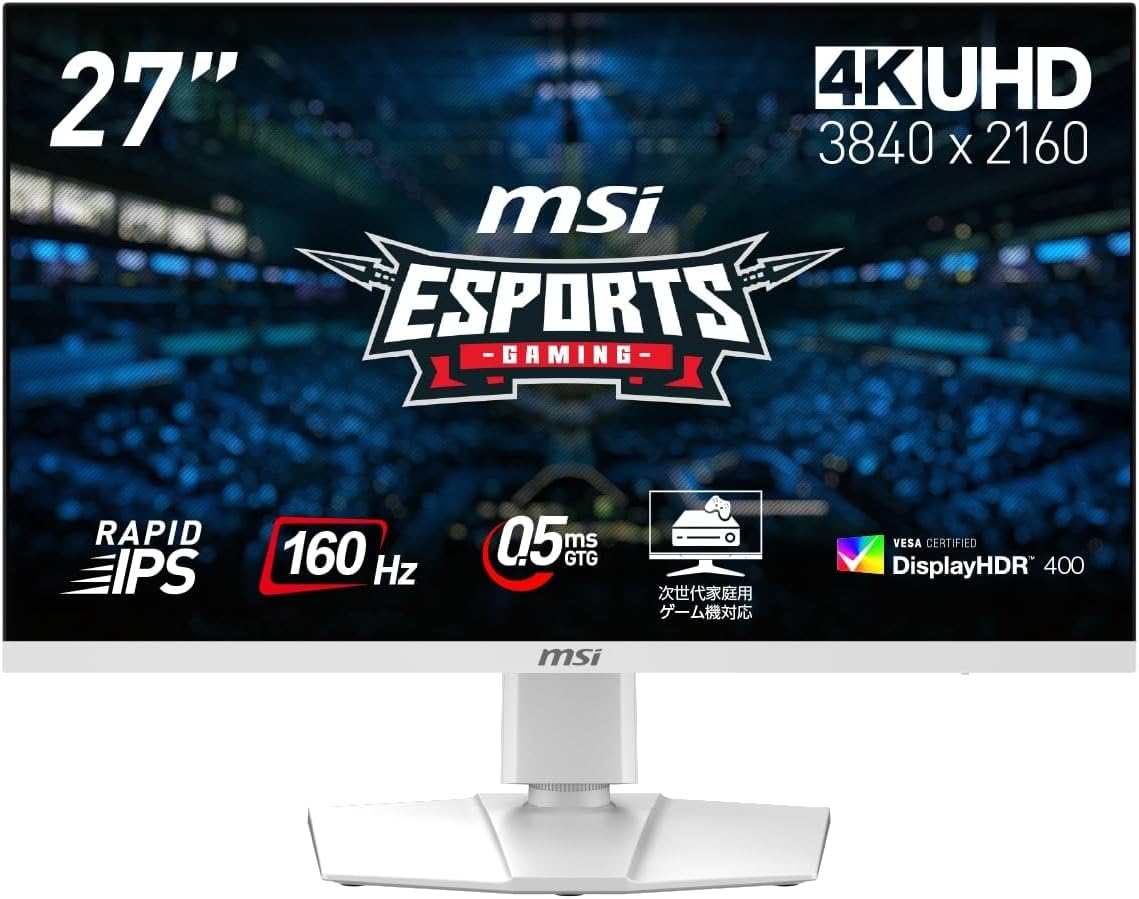 27”
4K UHD
3840 x 2160
msi
ESPORTS
-GAMING-
RAPID
IPS
160 Hz
0.5ms
GTG
次世代家庭用
ゲーム機対応
VESA CERTIFIED
DisplayHDR™ 400
msi